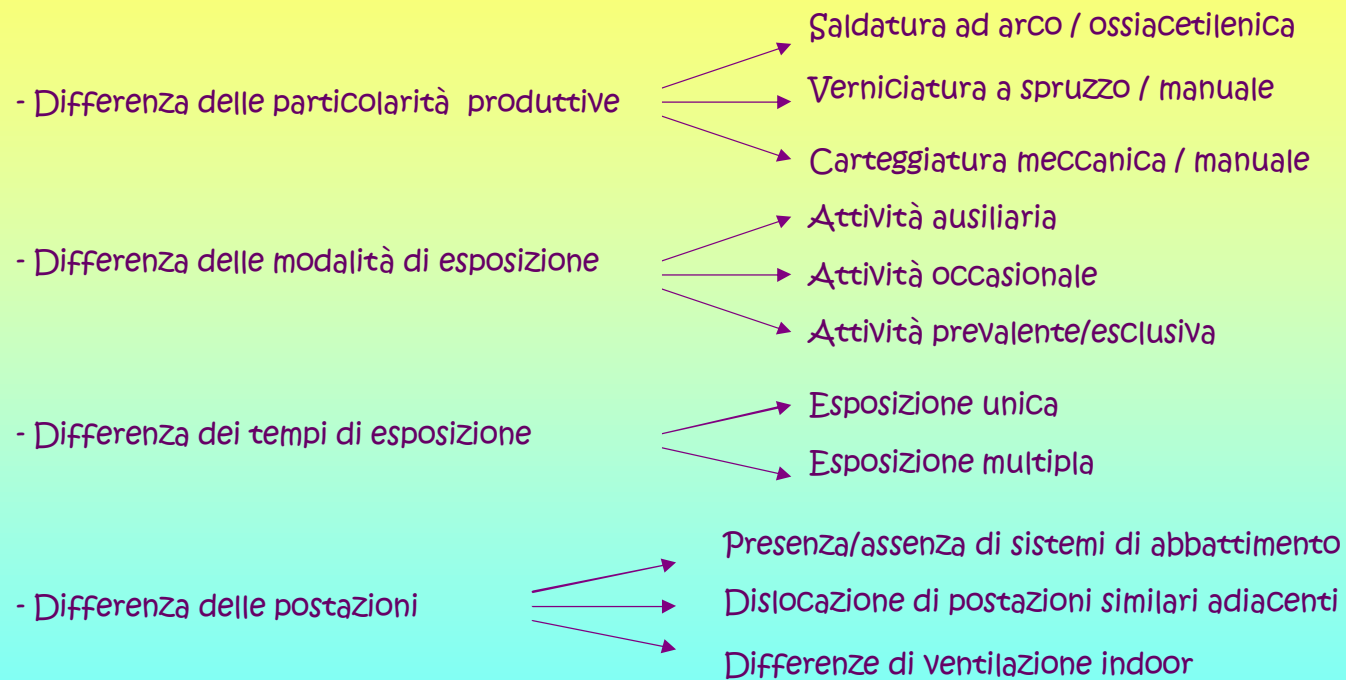 Saldatura ad arco / ossiacetilenica
- Differenza delle particolarità produttive
Verniciatura a spruzzo / manuale
Carteggiatura meccanica / manuale
Attività ausiliaria
- Differenza delle modalità di esposizione
Attività occasionale
Attività prevalente/esclusiva
Esposizione unica
- Differenza dei tempi di esposizione
Esposizione multipla
Presenza/assenza di sistemi di abbattimento
- Differenza delle postazioni
Dislocazione di postazioni similari adiacenti
Differenze di ventilazione indoor